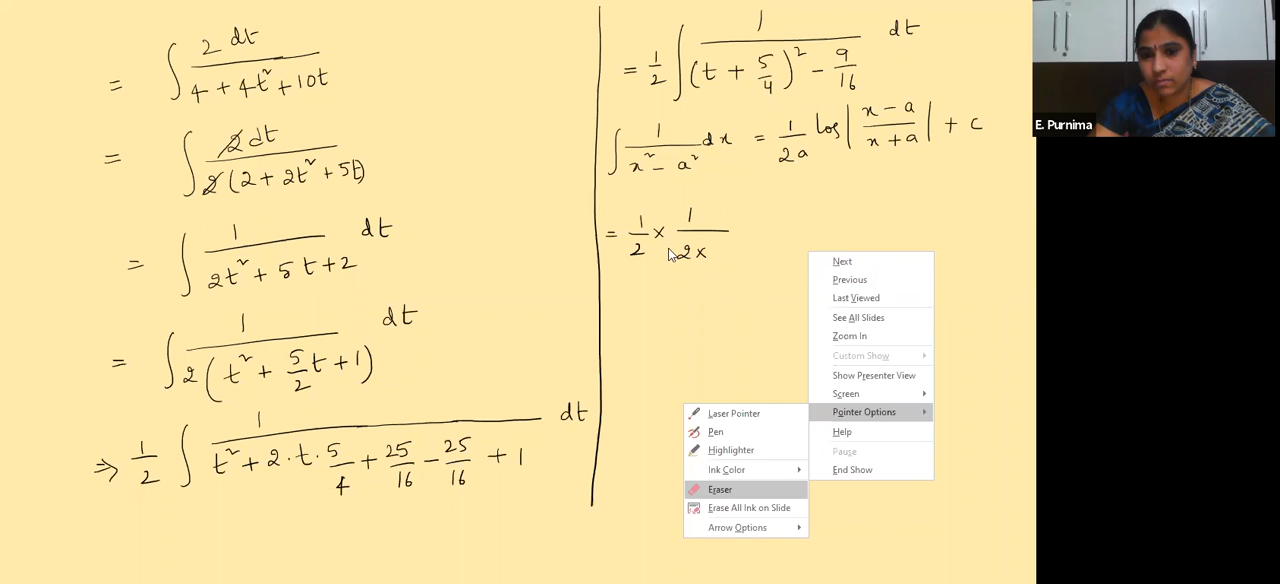 = ∫ 2 dt / 4 + 4t² + 10t
= ∫ 2 dt / 2 (2 + 2t² + 5t)
= ∫ 1 / 2t² + 5t + 2 dt
= ∫ 1 / 2 (t² + 5/2 t + 1) dt
⇒ 1/2 ∫ 1 / t² + 2 · t · 5/4 + 25/16 − 25/16 + 1 dt
= 1/2 ∫ 1 / (t + 5/4)² − 9/16 dt
∫ 1 / x² − a² dx = 1/2a log | x − a / x + a | + c
= 1/2 × 1 / 2×
E. Purnima
Next
Previous
Last Viewed
See All Slides
Zoom In
Custom Show
Show Presenter View
Screen
Pointer Options
Help
Pause
End Show
Laser Pointer
Pen
Highlighter
Ink Color
Eraser
Erase All Ink on Slide
Arrow Options